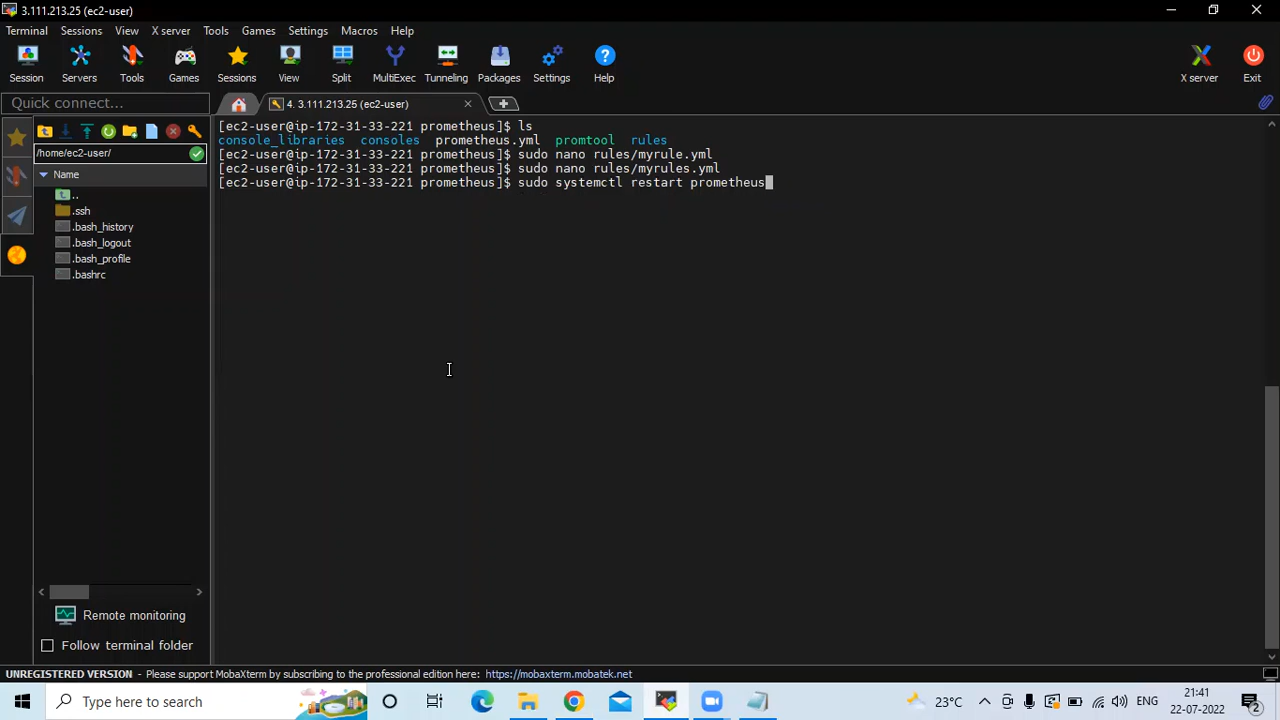 3.111.213.25 (ec2-user)
Terminal Sessions View X server Tools Games Settings Macros Help
Session Servers Tools Games Sessions View Split MultiExec Tunneling Packages Settings Help X server Exit
Quick connect...
4. 3.111.213.25 (ec2-user)
/home/ec2-user/
Name
..
.ssh
.bash_history
.bash_logout
.bash_profile
.bashrc
[ec2-user@ip-172-31-33-221 prometheus]$ ls
console_libraries consoles prometheus.yml promtool rules
[ec2-user@ip-172-31-33-221 prometheus]$ sudo nano rules/myrule.yml
[ec2-user@ip-172-31-33-221 prometheus]$ sudo nano rules/myrules.yml
[ec2-user@ip-172-31-33-221 prometheus]$ sudo systemctl restart prometheus
Remote monitoring
Follow terminal folder
UNREGISTERED VERSION - Please support MobaXterm by subscribing to the professional edition here: https://mobaxterm.mobatek.net
Type here to search
23°C
ENG
21:41
22-07-2022
2